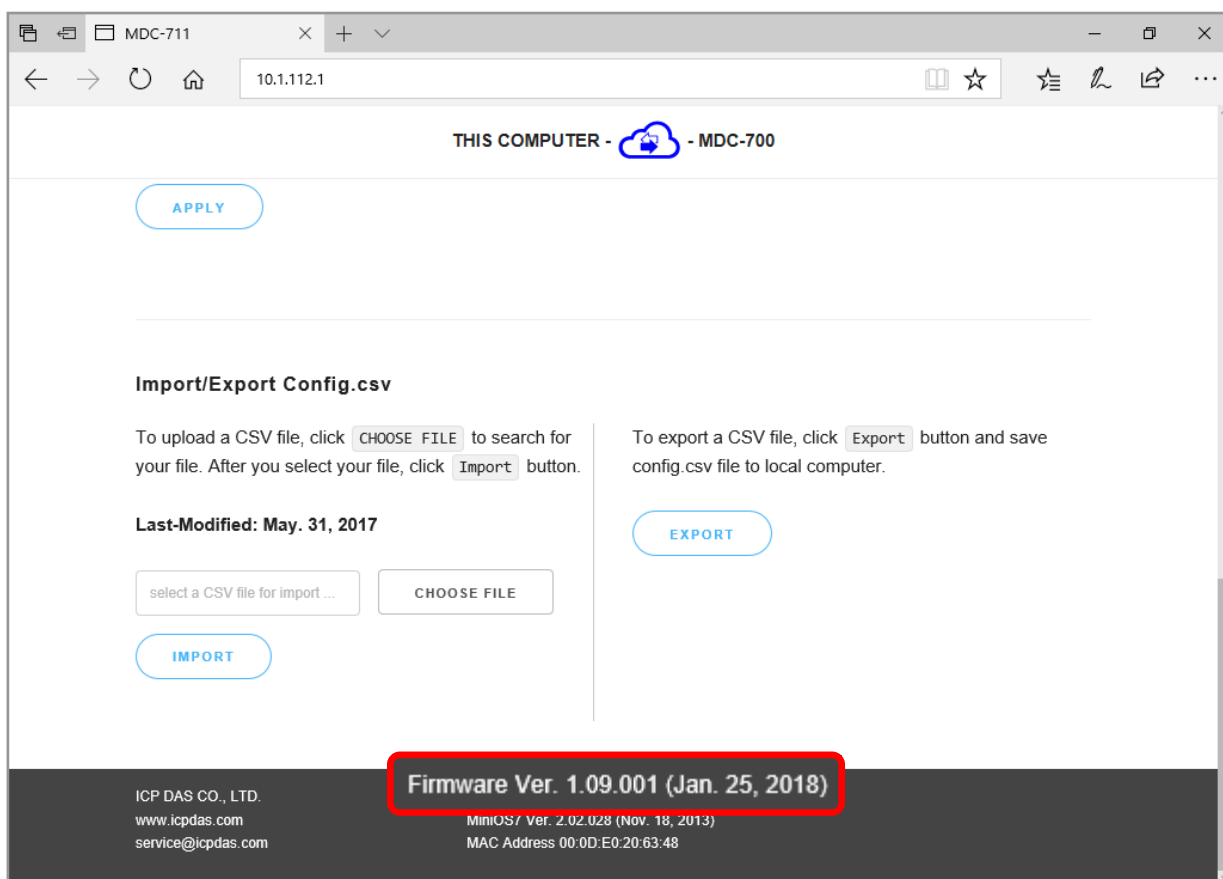 MDC-711
10.1.112.1
THIS COMPUTER - - MDC-700
APPLY
Import/Export Config.csv
To upload a CSV file, click CHOOSE FILE to search for
your file. After you select your file, click Import button.
Last-Modified: May. 31, 2017
select a CSV file for import ...
CHOOSE FILE
IMPORT
To export a CSV file, click Export button and save
config.csv file to local computer.
EXPORT
ICP DAS CO., LTD.
www.icpdas.com
service@icpdas.com
Firmware Ver. 1.09.001 (Jan. 25, 2018)
MiniOS7 Ver. 2.02.028 (Nov. 18, 2013)
MAC Address 00:0D:E0:20:63:48